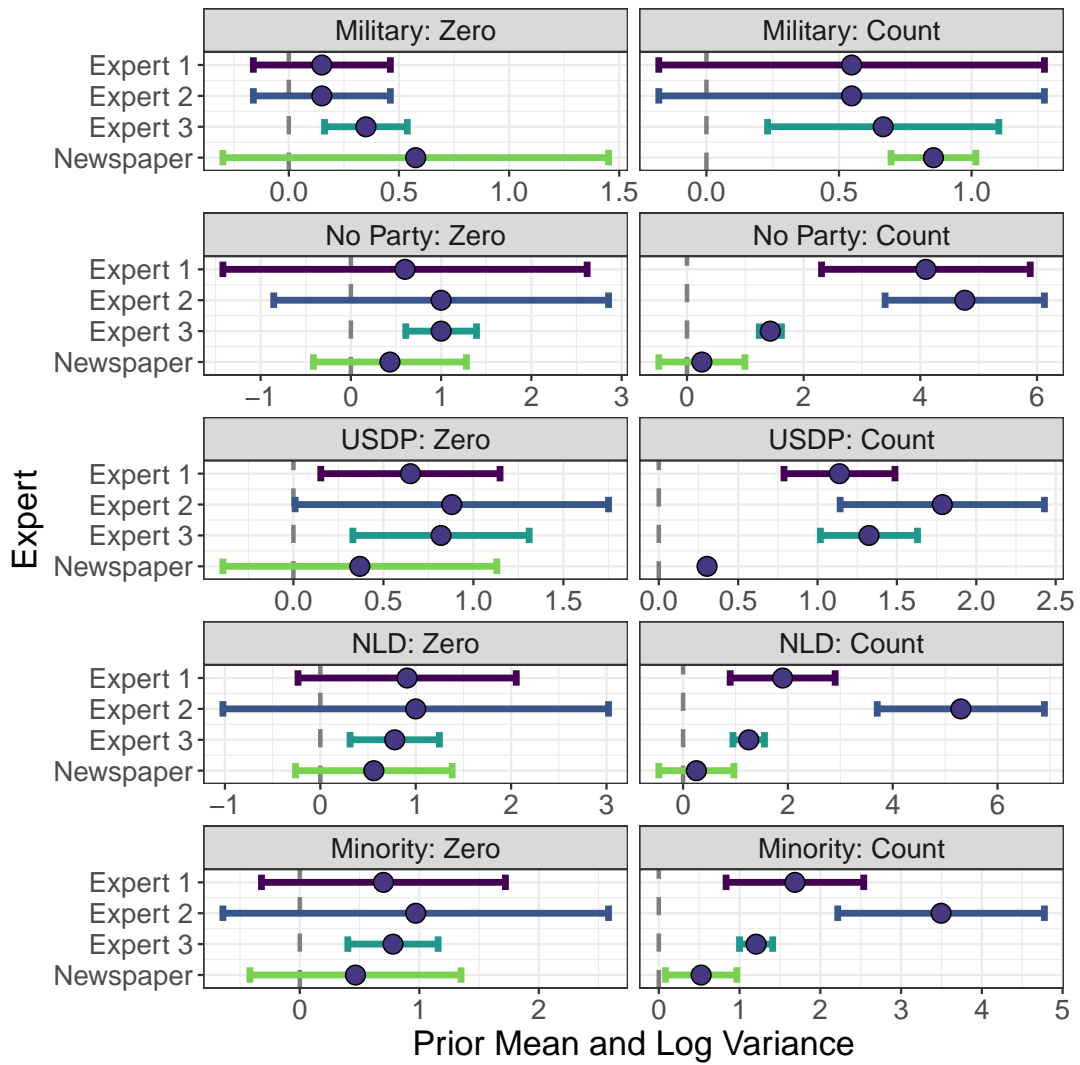 Military: Zero Military: Count
Expert 1
Expert 2
Expert 3
Newspaper
0.0 0.5 1.0 1.5 0.0 0.5 1.0
No Party: Zero No Party: Count
Expert 1
Expert 2
Expert 3
Newspaper
−1 0 1 2 3 0 2 4 6
USDP: Zero USDP: Count
Expert 1
Expert 2
Expert 3
Newspaper
0.0 0.5 1.0 1.5 0.0 0.5 1.0 1.5 2.0 2.5
NLD: Zero NLD: Count
Expert 1
Expert 2
Expert 3
Newspaper
−1 0 1 2 3 0 2 4 6
Minority: Zero Minority: Count
Expert 1
Expert 2
Expert 3
Newspaper
0 1 2 0 1 2 3 4 5
Expert
Prior Mean and Log Variance